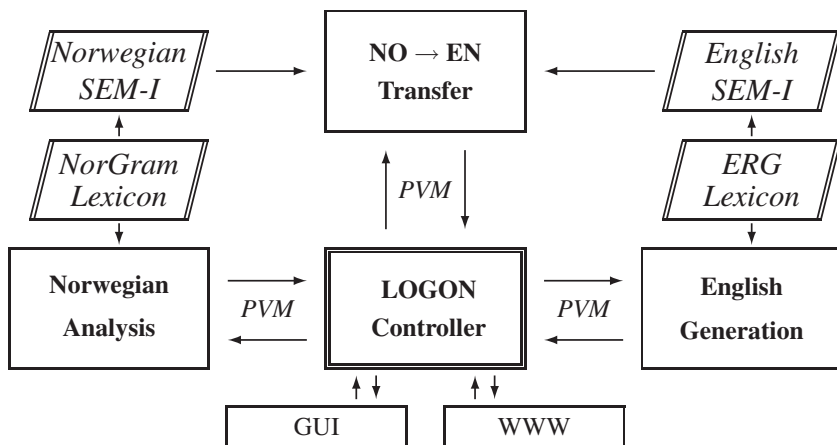 Norwegian
SEM-I
NO → EN
Transfer
English
SEM-I
NorGram
Lexicon
PVM
ERG
Lexicon
Norwegian
Analysis
PVM
LOGON
Controller
PVM
English
Generation
GUI
WWW